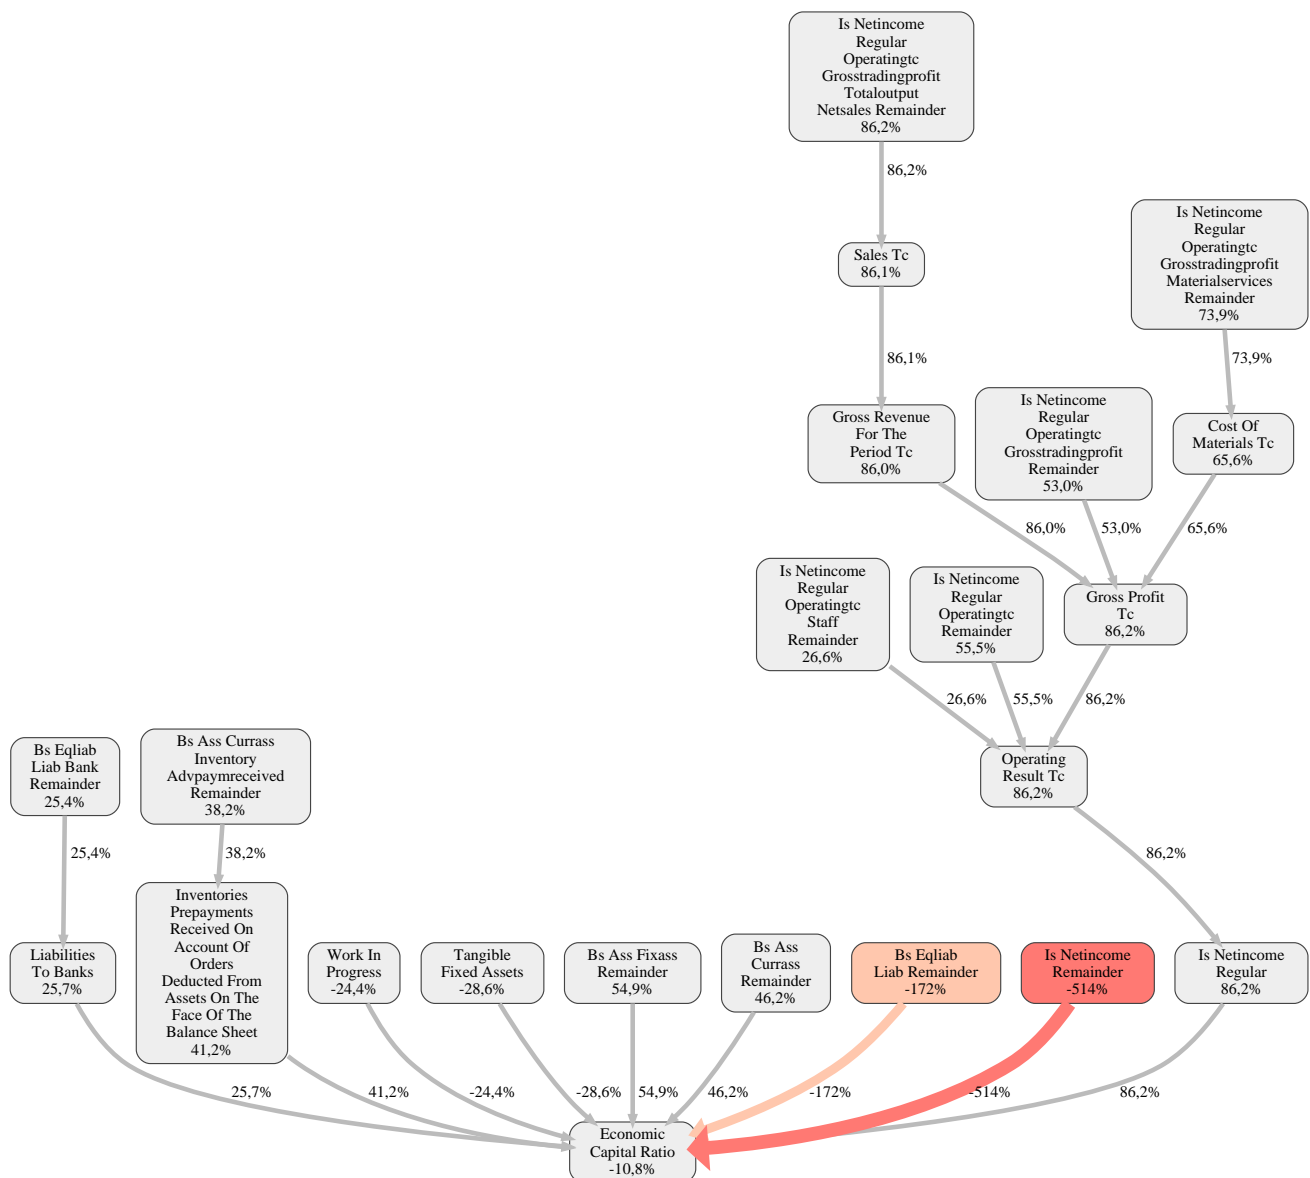 Is Netincome
Regular
Operatingtc
Grosstradingprofit
Totaloutput
Netsales Remainder
86,2%
86,2%
Is Netincome
Regular
Operatingtc
Grosstradingprofit
Materialservices
Remainder
73,9%
Sales Tc
86,1%
86,1%
73,9%
Gross Revenue
For The
Period Tc
86,0%
Is Netincome
Regular
Operatingtc
Grosstradingprofit
Remainder
53,0%
Cost Of
Materials Tc
65,6%
86,0%
53,0%
65,6%
Is Netincome
Regular
Operatingtc
Staff
Remainder
26,6%
Is Netincome
Regular
Operatingtc
Remainder
55,5%
Gross Profit
Tc
86,2%
26,6%
55,5%
86,2%
Bs Eqliab
Liab Bank
Remainder
25,4%
Bs Ass Currass
Inventory
Advpaymreceived
Remainder
38,2%
Operating
Result Tc
86,2%
25,4%
38,2%
86,2%
Liabilities
To Banks
25,7%
Inventories
Prepayments
Received On
Account Of
Orders
Deducted From
Assets On The
Face Of The
Balance Sheet
41,2%
Work In
Progress
-24,4%
Tangible
Fixed Assets
-28,6%
Bs Ass Fixass
Remainder
54,9%
Bs Ass
Currass
Remainder
46,2%
Bs Eqliab
Liab Remainder
-172%
Is Netincome
Remainder
-514%
Is Netincome
Regular
86,2%
25,7%
41,2%
-24,4%
-28,6%
54,9%
46,2%
-172%
-514%
86,2%
Economic
Capital Ratio
-10,8%